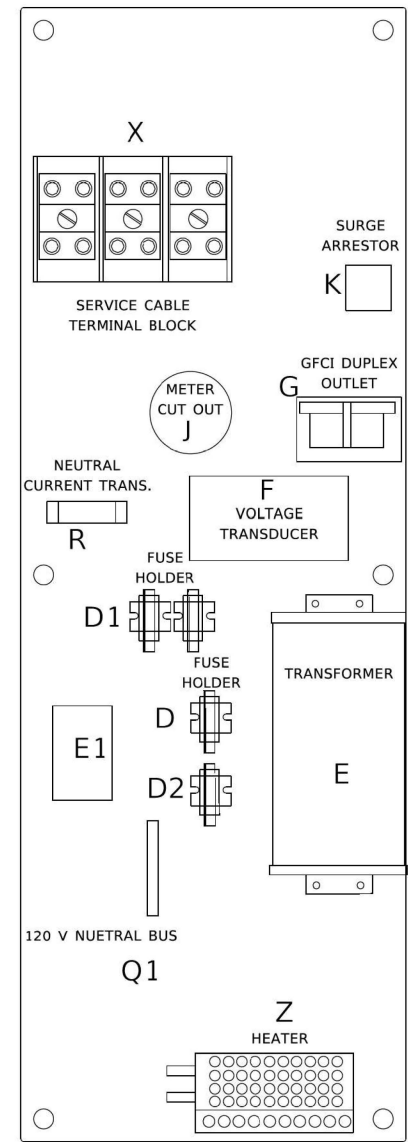 X
SERVICE CABLE
TERMINAL BLOCK
SURGE
ARRESTOR
K
GFCI DUPLEX
OUTLET
G
METER
CUT OUT
J
NEUTRAL
CURRENT TRANS.
R
F
VOLTAGE
TRANSDUCER
FUSE
HOLDER
D1
FUSE
HOLDER
D
TRANSFORMER
E
E1
D2
120 V NUETRAL BUS
Q1
Z
HEATER